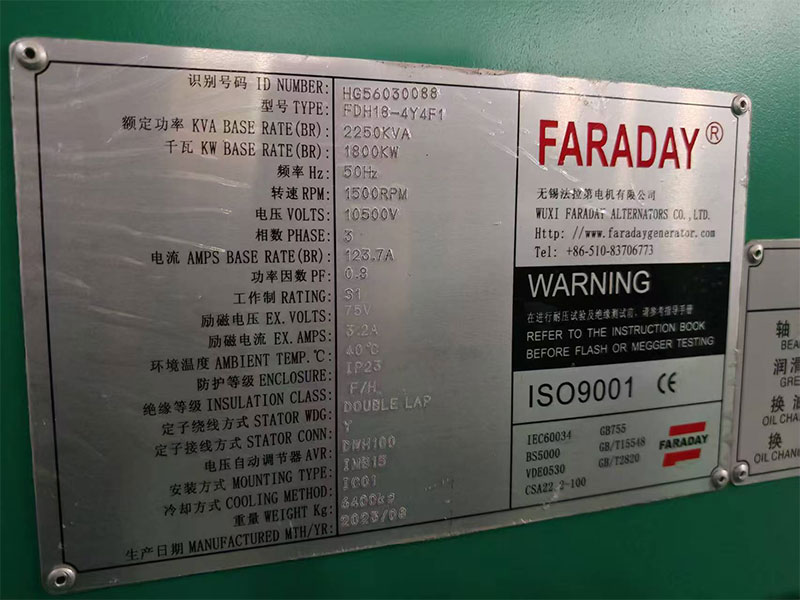 识别号码 ID NUMBER: HG56030088
型号 TYPE: FDH18-4Y4F1
额定功率 KVA BASE RATE(BR): 2250KVA
千瓦 KW BASE RATE(BR): 1800KW
频率 Hz: 50Hz
转速 RPM: 1500RPM
电压 VOLTS: 10500V
相数 PHASE: 3
电流 AMPS BASE RATE(BR): 123.7A
功率因数 PF: 0.8
工作制 RATING: S1
励磁电压 EX.VOLTS: 75V
励磁电流 EX.AMPS: 3.2A
环境温度 AMBIENT TEMP.℃: 40℃
防护等级 ENCLOSURE: IP23
绝缘等级 INSULATION CLASS: F/H
定子绕线方式 STATOR WDG: DOUBLE LAP
定子接线方式 STATOR CONN: Y
电压自动调节器 AVR: DWH100
安装方式 MOUNTING TYPE: IMB15
冷却方式 COOLING METHOD: IC01
重量 WEIGHT Kg: 6400kg
生产日期 MANUFACTURED MTH/YR: 2023/08
FARADAY®
无锡法拉第电机有限公司
WUXI FARADAY ALTERNATORS CO.,LTD.
Http: //www.faradaygenerator.com
Tel: +86-510-83706773
WARNING
在进行耐压试验及绝缘测试前，请参考指导手册
REFER TO THE INSTRUCTION BOOK
BEFORE FLASH OR MEGGER TESTING
ISO9001 CE
IEC60034 GB755
BS5000 GB/T15548
VDE0530 GB/T2820
CSA22.2-100
FARADAY
轴
BEA
润滑
GRE
换油
OIL CHA
换
OIL CHANG